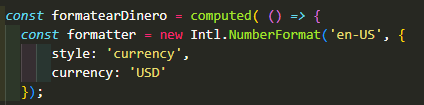 const formatearDinero = computed( () => {
const formatter = new Intl.NumberFormat('en-US', {
style: 'currency',
currency: 'USD'
});